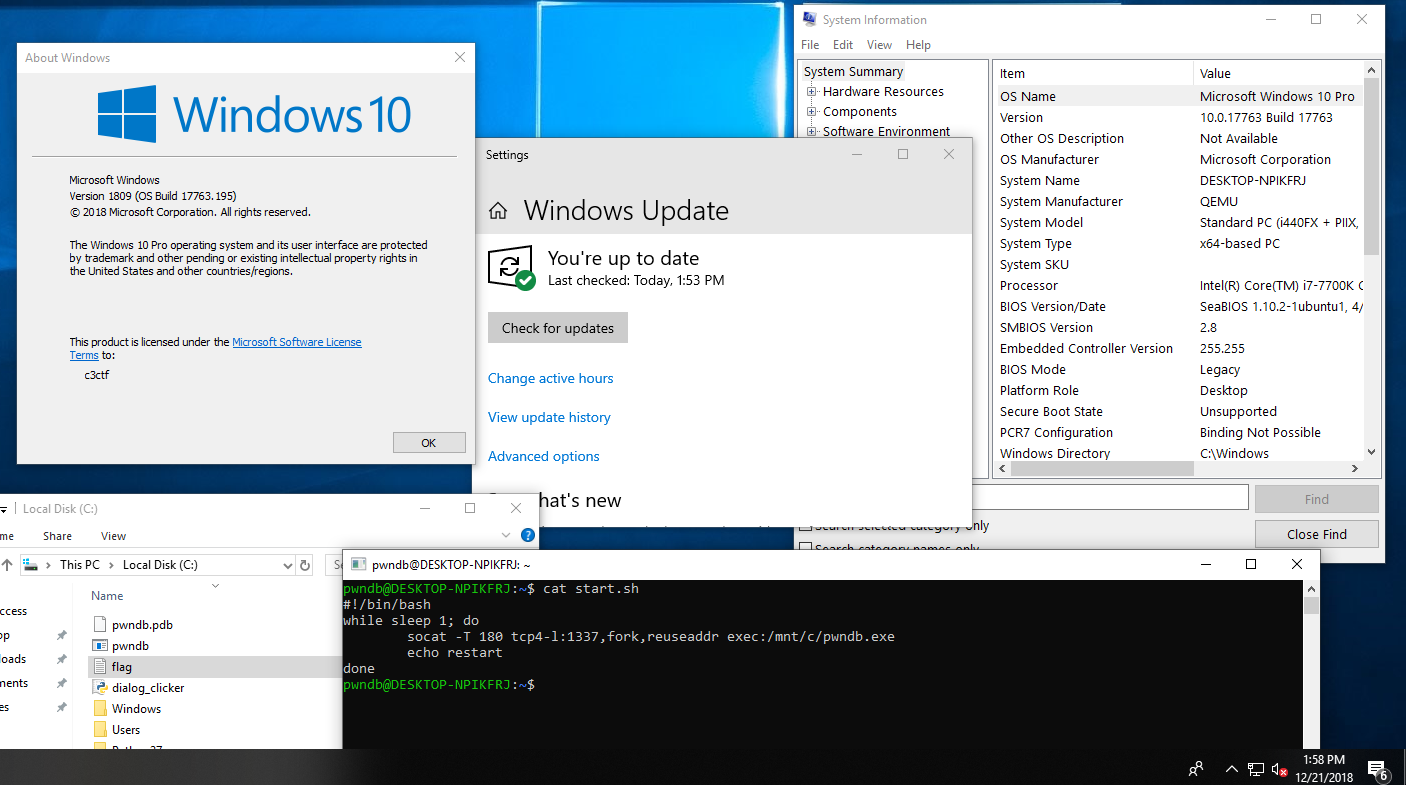 About Windows
Windows 10
Microsoft Windows
Version 1809 (OS Build 17763.195)
© 2018 Microsoft Corporation. All rights reserved.
The Windows 10 Pro operating system and its user interface are protected
by trademark and other pending or existing intellectual property rights in
the United States and other countries/regions.
This product is licensed under the Microsoft Software License
Terms to:
c3ctf
OK
Settings
Windows Update
You're up to date
Last checked: Today, 1:53 PM
Check for updates
Change active hours
View update history
Advanced options
hat's new
System Information
File Edit View Help
System Summary
Hardware Resources
Components
Software Environment
Item Value
OS Name Microsoft Windows 10 Pro
Version 10.0.17763 Build 17763
Other OS Description Not Available
OS Manufacturer Microsoft Corporation
System Name DESKTOP-NPIKFRJ
System Manufacturer QEMU
System Model Standard PC (i440FX + PIIX,
System Type x64-based PC
System SKU
Processor Intel(R) Core(TM) i7-7700K C
BIOS Version/Date SeaBIOS 1.10.2-1ubuntu1, 4/
SMBIOS Version 2.8
Embedded Controller Version 255.255
BIOS Mode Legacy
Platform Role Desktop
Secure Boot State Unsupported
PCR7 Configuration Binding Not Possible
Windows Directory C:\Windows
Find
Search selected category only
Close Find
Search category names only
Local Disk (C:)
me Share View
This PC > Local Disk (C:)
Se
Name
ccess
op
loads
ments
es
pwndb.pdb
pwndb
flag
dialog_clicker
Windows
Users
Python27
pwndb@DESKTOP-NPIKFRJ: ~
pwndb@DESKTOP-NPIKFRJ:~$ cat start.sh
#!/bin/bash
while sleep 1; do
socat -T 180 tcp4-l:1337,fork,reuseaddr exec:/mnt/c/pwndb.exe
echo restart
done
pwndb@DESKTOP-NPIKFRJ:~$
1:58 PM
12/21/2018
6